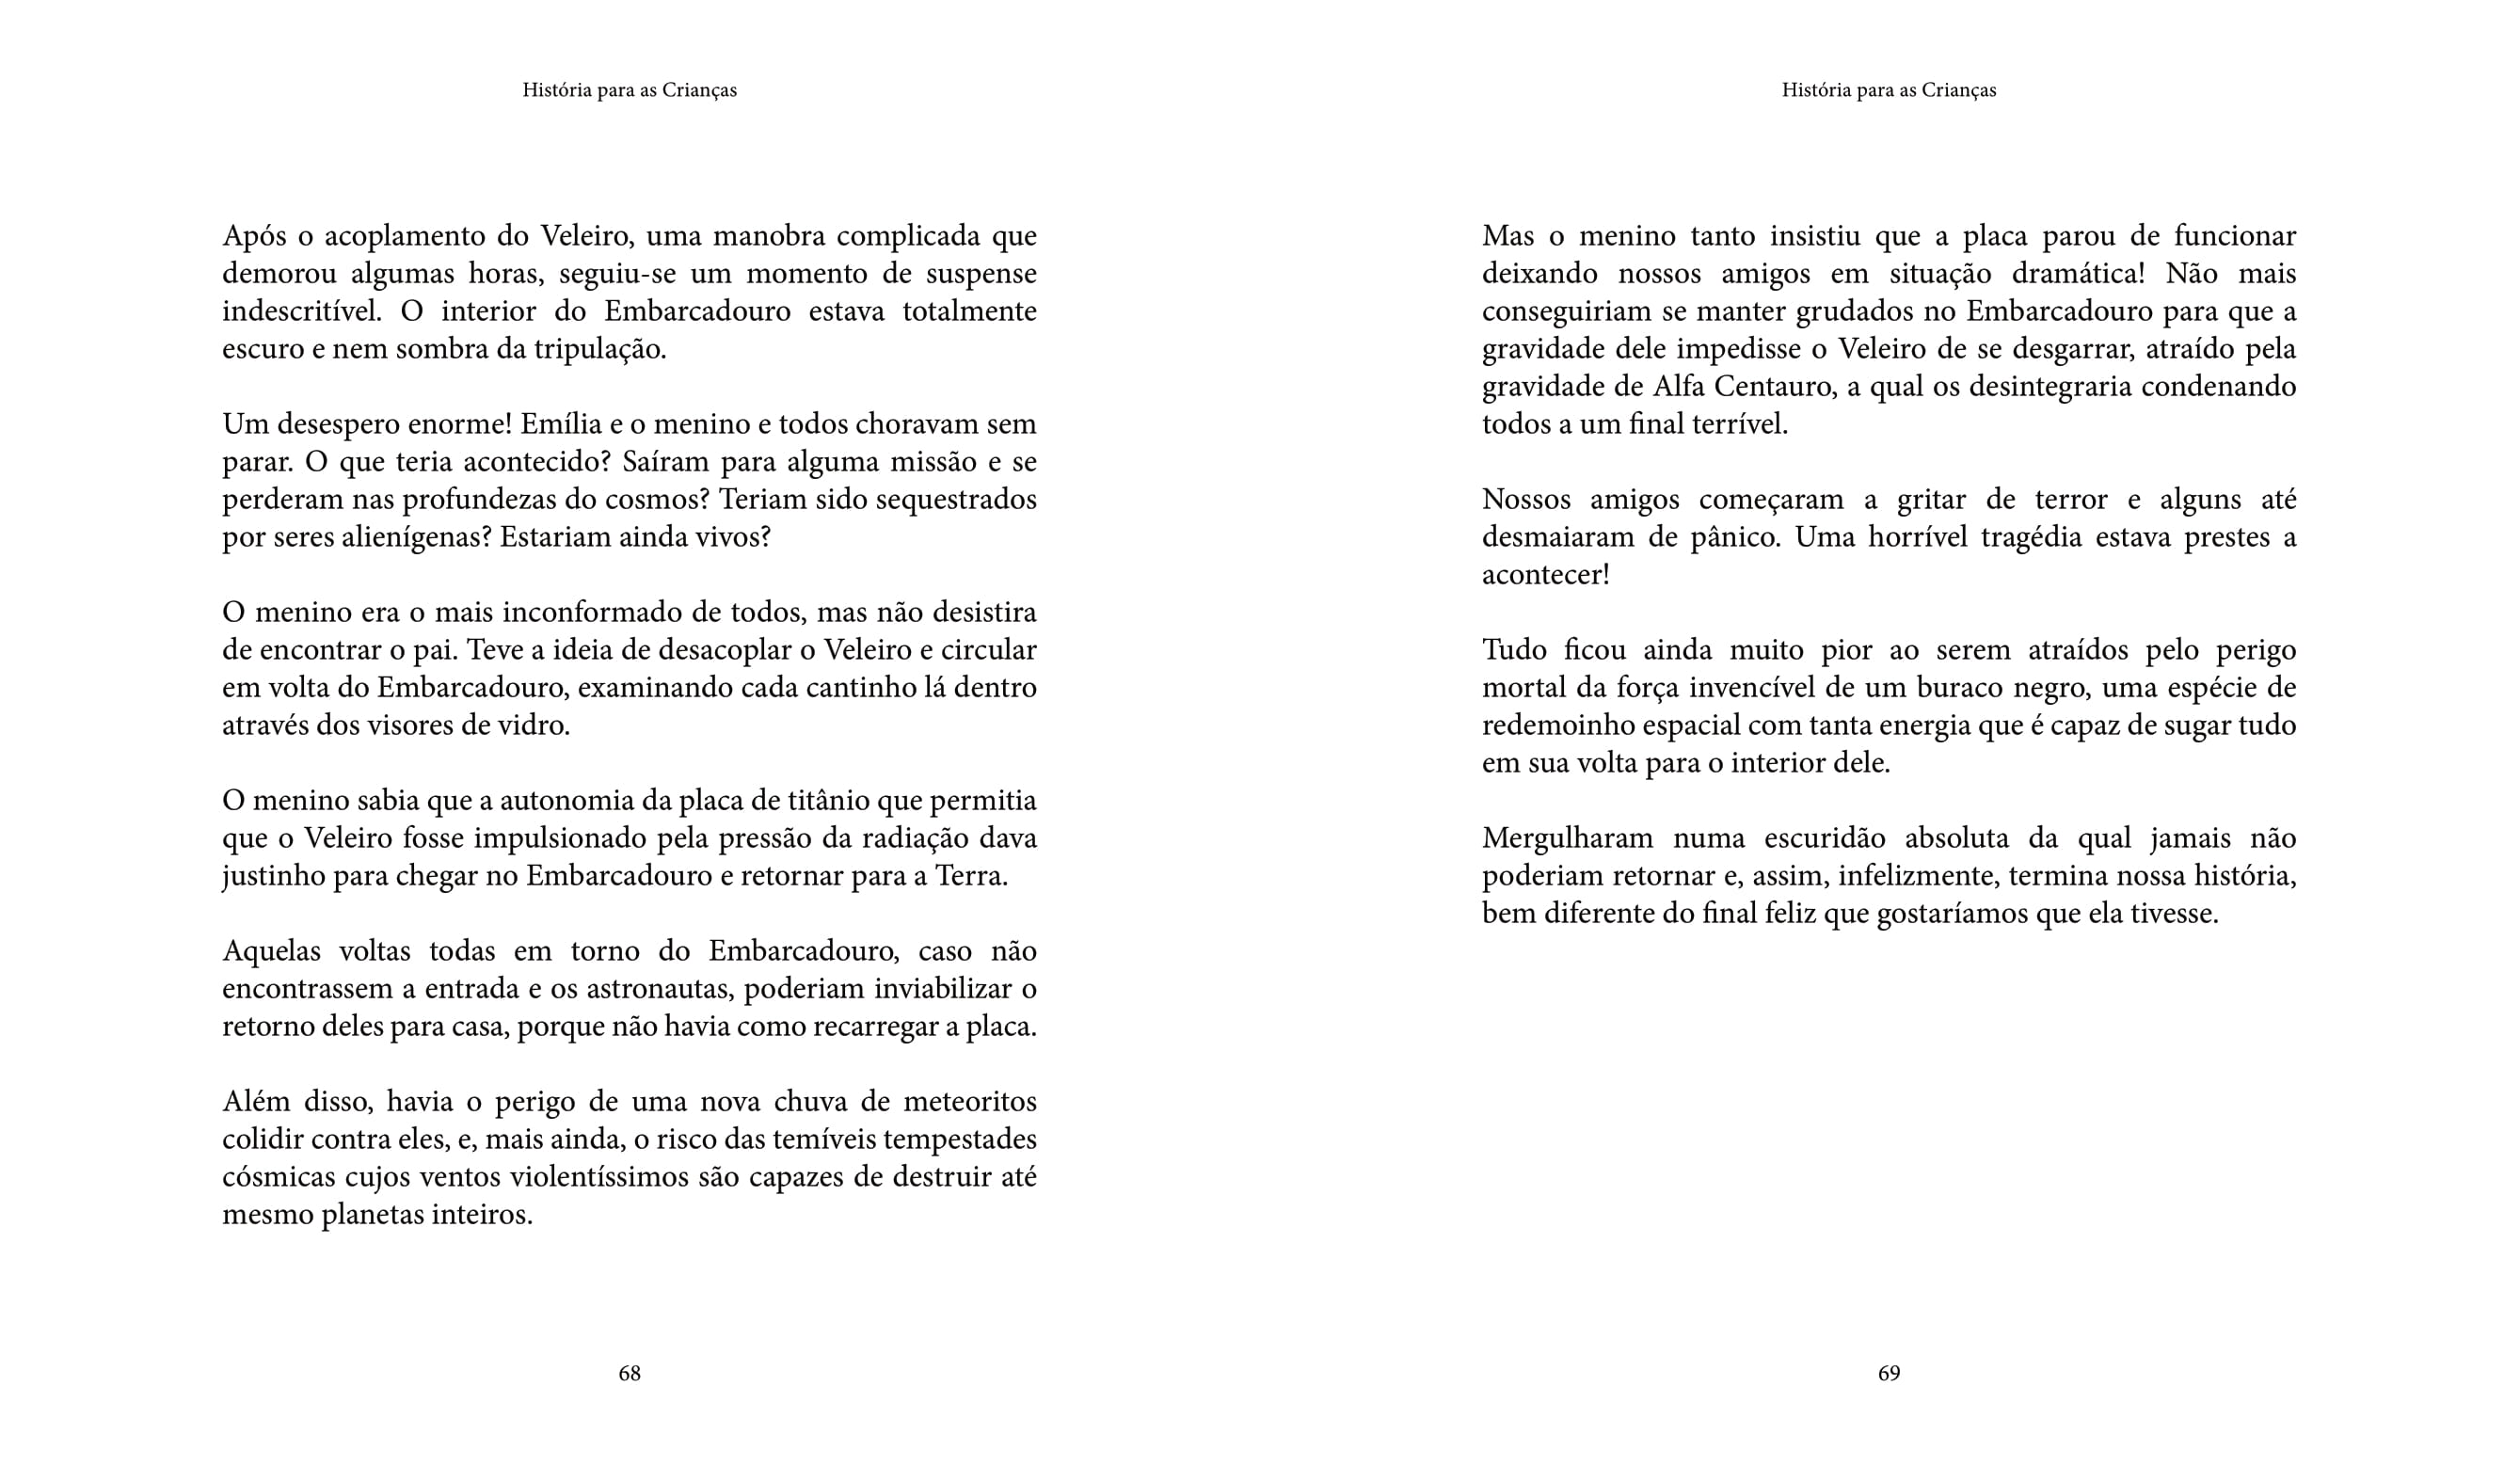 História para as Crianças
Após o acoplamento do Veleiro, uma manobra complicada que
demorou algumas horas, seguiu-se um momento de suspense
indescritível. O interior do Embarcadouro estava totalmente
escuro e nem sombra da tripulação.
Um desespero enorme! Emília e o menino e todos choravam sem
parar. O que teria acontecido? Saíram para alguma missão e se
perderam nas profundezas do cosmos? Teriam sido sequestrados
por seres alienígenas? Estariam ainda vivos?
O menino era o mais inconformado de todos, mas não desistira
de encontrar o pai. Teve a ideia de desacoplar o Veleiro e circular
em volta do Embarcadouro, examinando cada cantinho lá dentro
através dos visores de vidro.
O menino sabia que a autonomia da placa de titânio que permitia
que o Veleiro fosse impulsionado pela pressão da radiação dava
justinho para chegar no Embarcadouro e retornar para a Terra.
Aquelas voltas todas em torno do Embarcadouro, caso não
encontrassem a entrada e os astronautas, poderiam inviabilizar o
retorno deles para casa, porque não havia como recarregar a placa.
Além disso, havia o perigo de uma nova chuva de meteoritos
colidir contra eles, e, mais ainda, o risco das temíveis tempestades
cósmicas cujos ventos violentíssimos são capazes de destruir até
mesmo planetas inteiros.
68
História para as Crianças
Mas o menino tanto insistiu que a placa parou de funcionar
deixando nossos amigos em situação dramática! Não mais
conseguiriam se manter grudados no Embarcadouro para que a
gravidade dele impedisse o Veleiro de se desgarrar, atraído pela
gravidade de Alfa Centauro, a qual os desintegraria condenando
todos a um final terrível.
Nossos amigos começaram a gritar de terror e alguns até
desmaiaram de pânico. Uma horrível tragédia estava prestes a
acontecer!
Tudo ficou ainda muito pior ao serem atraídos pelo perigo
mortal da força invencível de um buraco negro, uma espécie de
redemoinho espacial com tanta energia que é capaz de sugar tudo
em sua volta para o interior dele.
Mergulharam numa escuridão absoluta da qual jamais não
poderiam retornar e, assim, infelizmente, termina nossa história,
bem diferente do final feliz que gostaríamos que ela tivesse.
69